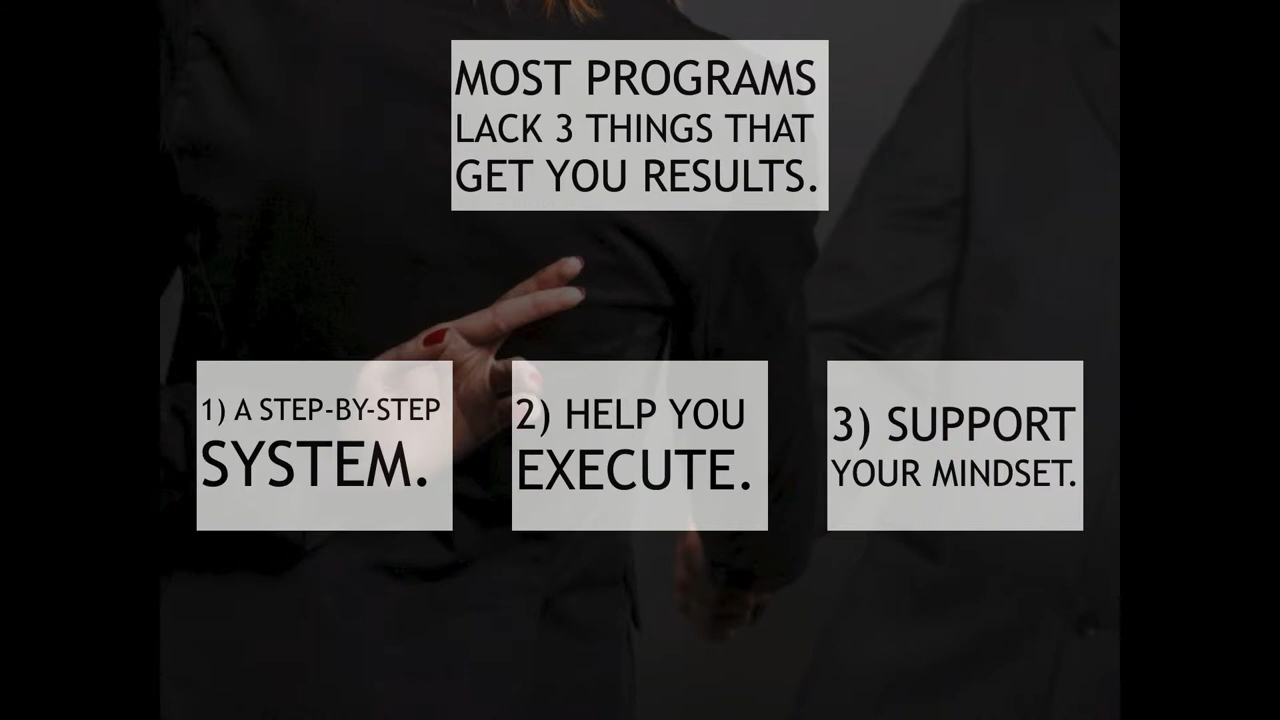 MOST PROGRAMS
LACK 3 THINGS THAT
GET YOU RESULTS.
1) A STEP-BY-STEP
SYSTEM.
2) HELP YOU
EXECUTE.
3) SUPPORT
YOUR MINDSET.